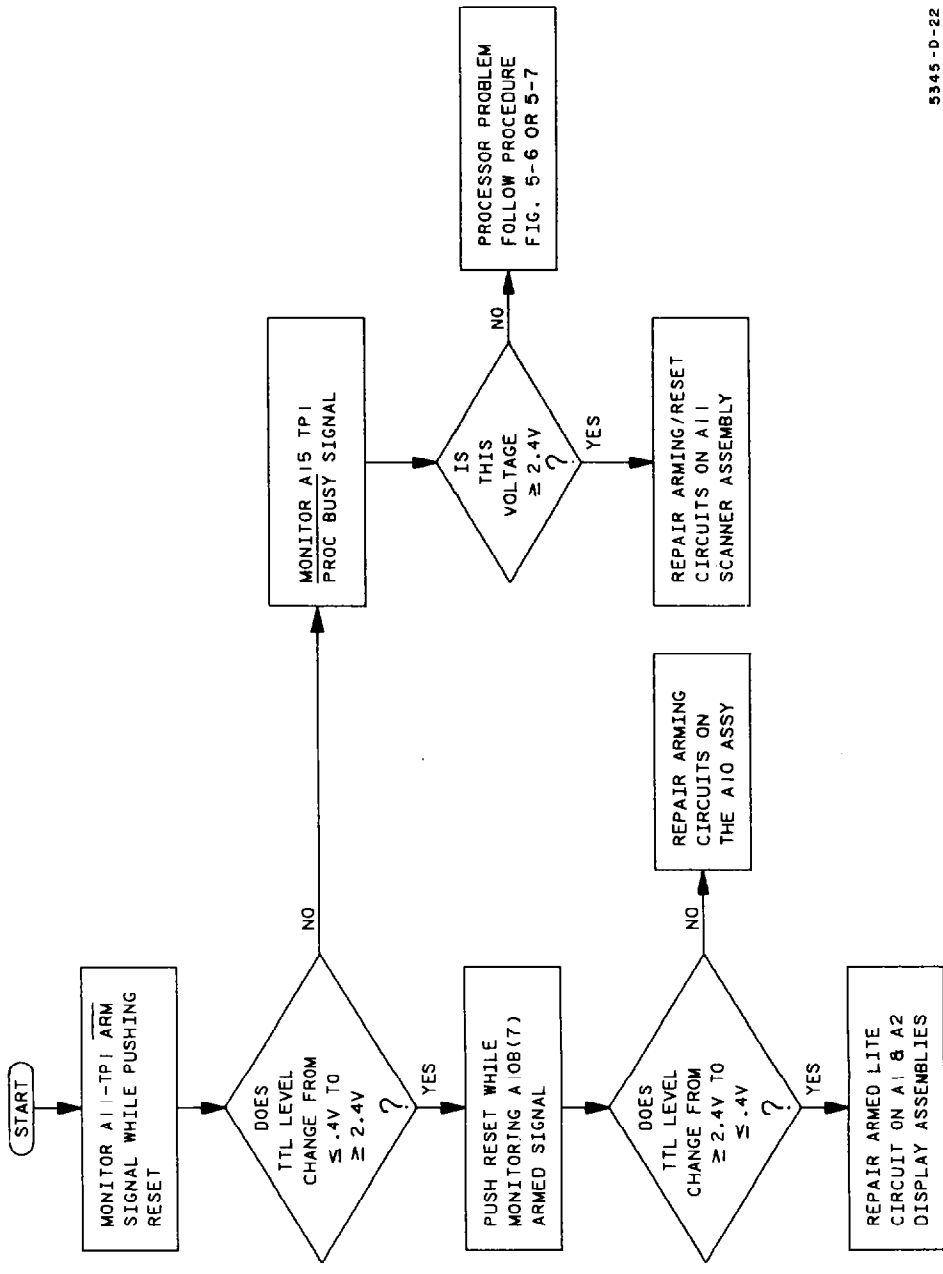 START
MONITOR A11-TP1 ARM
SIGNAL WHILE PUSHING
RESET
DOES
TTL LEVEL
CHANGE FROM
≤ .4V TO
≥ 2.4V
?
NO
YES
MONITOR A15 TP1
PROC BUSY SIGNAL
IS
THIS
VOLTAGE
≥ 2.4V
?
NO
PROCESSOR PROBLEM
FOLLOW PROCEDURE
FIG. 5-6 OR 5-7
YES
REPAIR ARMING/RESET
CIRCUITS ON A11
SCANNER ASSEMBLY
PUSH RESET WHILE
MONITORING A10B(7)
ARMED SIGNAL
DOES
TTL LEVEL
CHANGE FROM
≥ 2.4V TO
≤ .4V
?
NO
REPAIR ARMING
CIRCUITS ON
THE A10 ASSY
YES
REPAIR ARMED LITE
CIRCUIT ON A1 & A2
DISPLAY ASSEMBLIES
5345-D-22